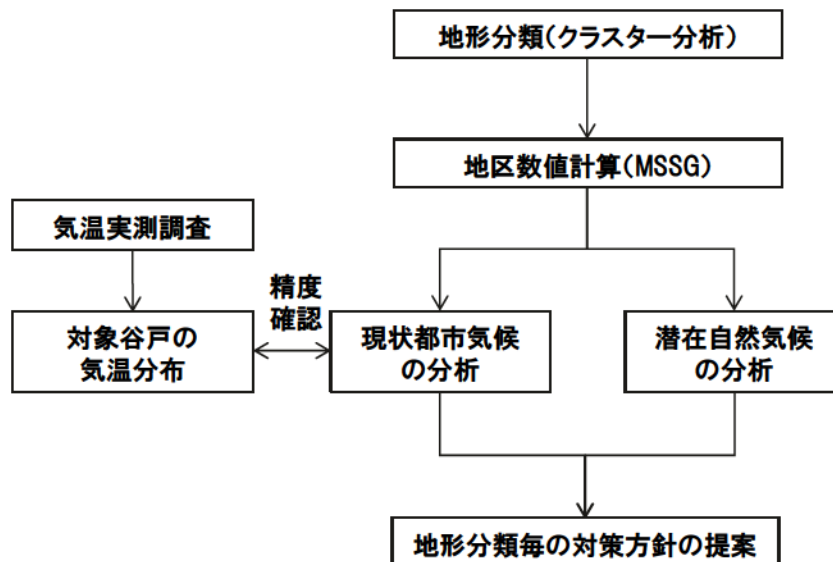 地形分類(クラスター分析)
地区数値計算(MSSG)
気温実測調査
精度
確認
対象谷戸の
気温分布
現状都市気候
の分析
潜在自然気候
の分析
地形分類毎の対策方針の提案